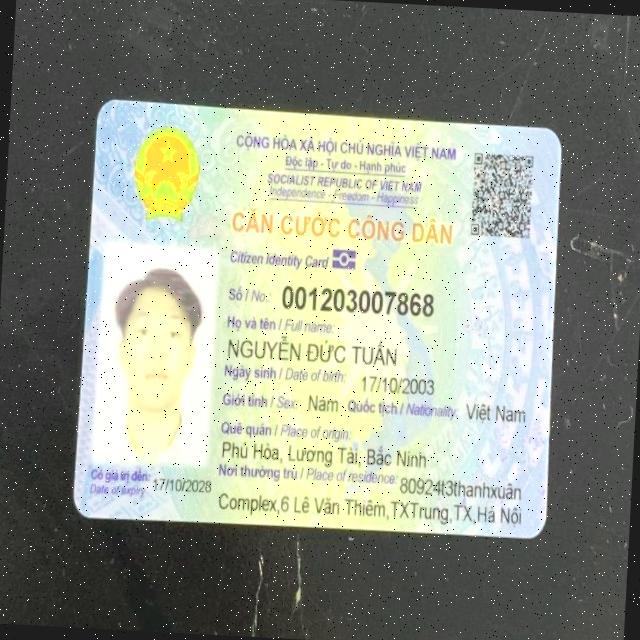 CỘNG HÒA XÃ HỘI CHỦ NGHĨA VIỆT NAM
Độc lập - Tự do - Hạnh phúc
SOCIALIST REPUBLIC OF VIET NAM
Independence - Freedom - Happiness
CĂN CƯỚC CÔNG DÂN
Citizen Identity Card
Số / No: 001203007868
Họ và tên / Full name:
NGUYỄN ĐỨC TUẤN
Ngày sinh / Date of birth: 17/10/2003
Giới tính / Sex: Nam Quốc tịch / Nationality: Việt Nam
Quê quán / Place of origin:
Phú Hòa, Lương Tài, Bắc Ninh
Nơi thường trú / Place of residence: 80924t3thanhxuân
Complex,6 Lê Văn Thiêm,TXTrung,TX,Hà Nội
Có giá trị đến: 17/10/2028
Date of expiry